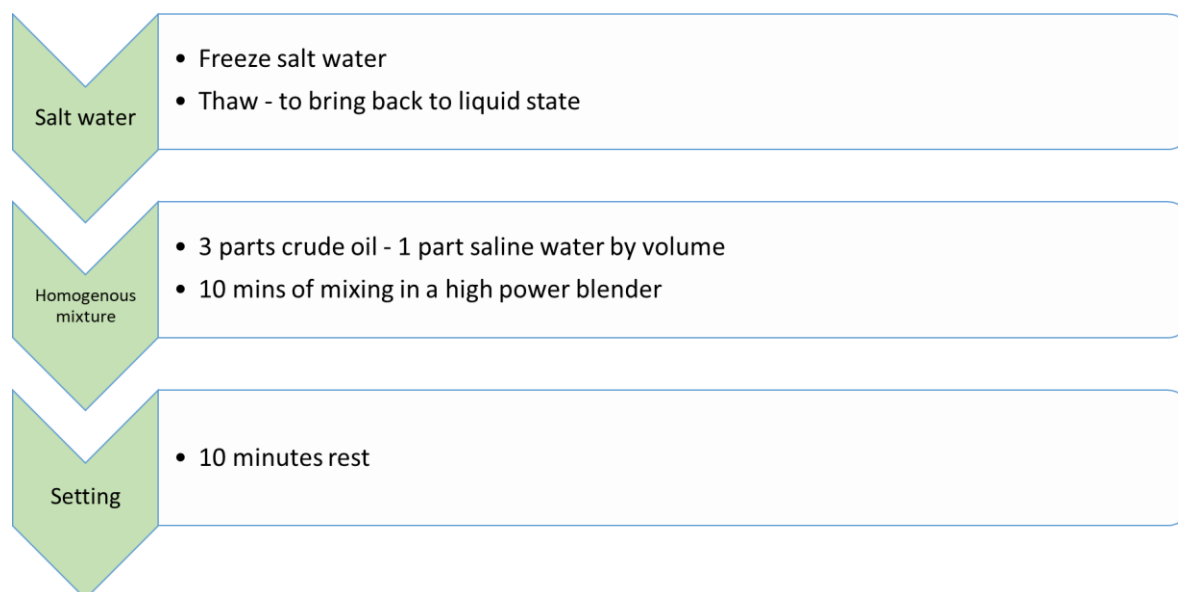 Salt water
• Freeze salt water
• Thaw - to bring back to liquid state
Homogenous
mixture
• 3 parts crude oil - 1 part saline water by volume
• 10 mins of mixing in a high power blender
Setting
• 10 minutes rest